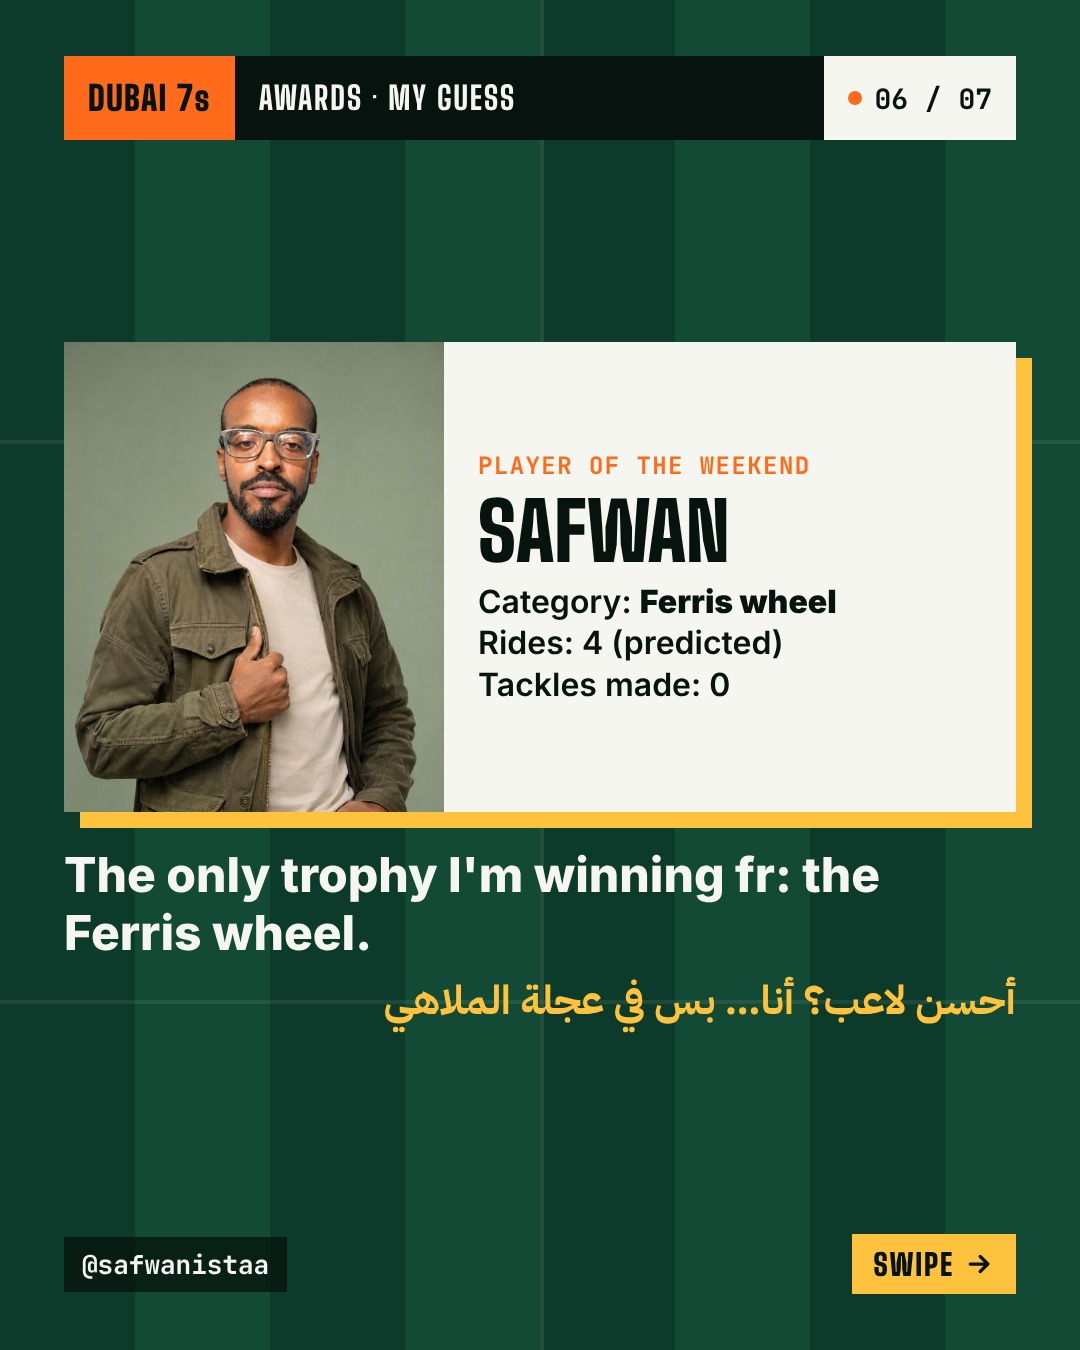 DUBAI 7s
AWARDS · MY GUESS
06 / 07
PLAYER OF THE WEEKEND
SAFWAN
Category: Ferris wheel
Rides: 4 (predicted)
Tackles made: 0
The only trophy I'm winning fr: the
Ferris wheel.
أحسن لاعب؟ أنا... بس في عجلة الملاهي
@safwanistaa
SWIPE →